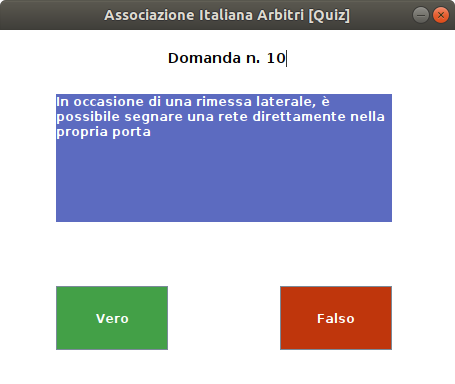 Associazione Italiana Arbitri [Quiz]
Domanda n. 10
In occasione di una rimessa laterale, è
possibile segnare una rete direttamente nella
propria porta
Vero
Falso